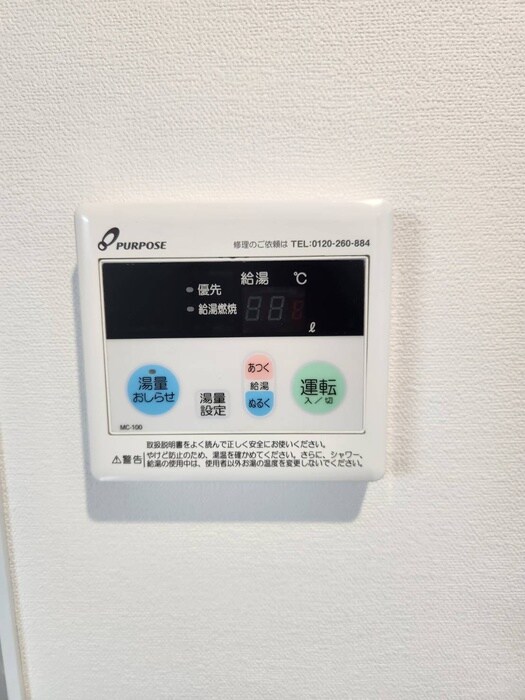 PURPOSE
修理のご依頼は TEL:0120-260-884
給湯 ℃
優先
給湯燃焼
ℓ
湯量
おしらせ
湯量
設定
あつく
給湯
ぬるく
運転
入/切
MC-100
取扱説明書をよく読んで正しく安全にお使いください。
⚠警告 やけど防止のため、湯温を確かめてください。さらに、シャワー、
給湯の使用中は、使用者以外お湯の温度を変更しないでください。